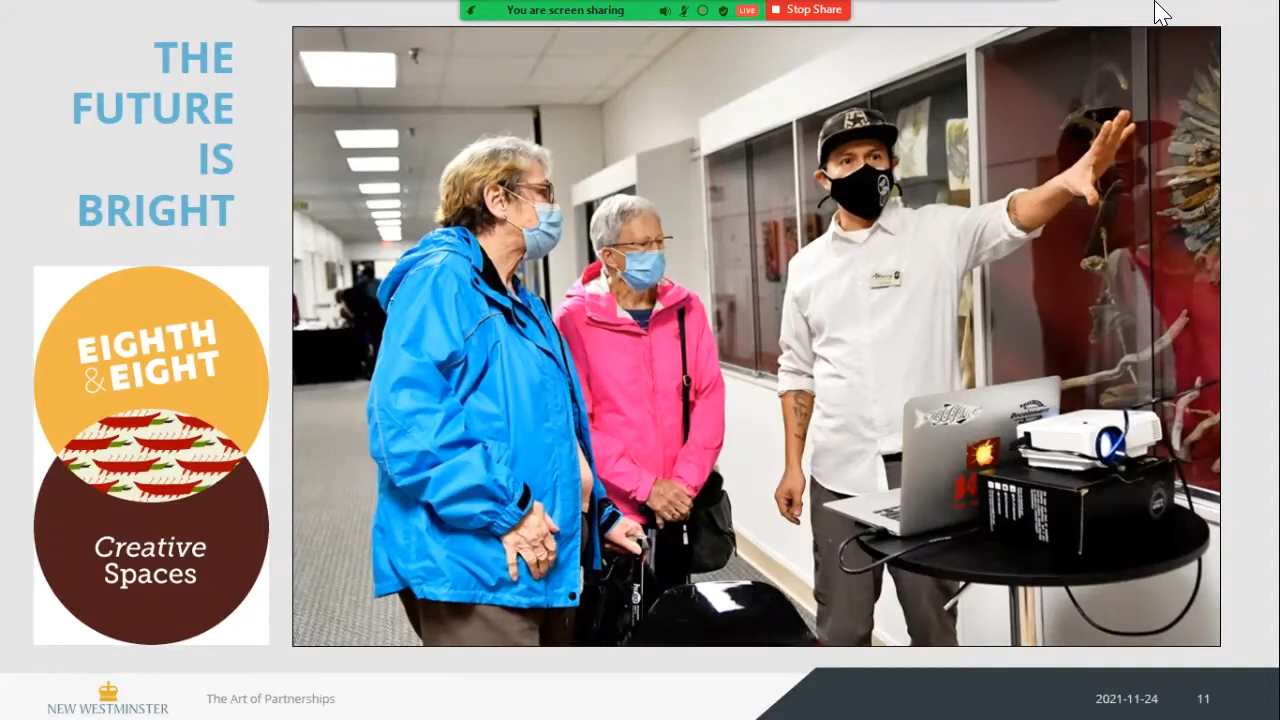 You are screen sharing
LIVE
Stop Share
THE
FUTURE
IS
BRIGHT
EIGHTH
&EIGHT
Creative
Spaces
NEW WESTMINSTER
The Art of Partnerships
2021-11-24
11